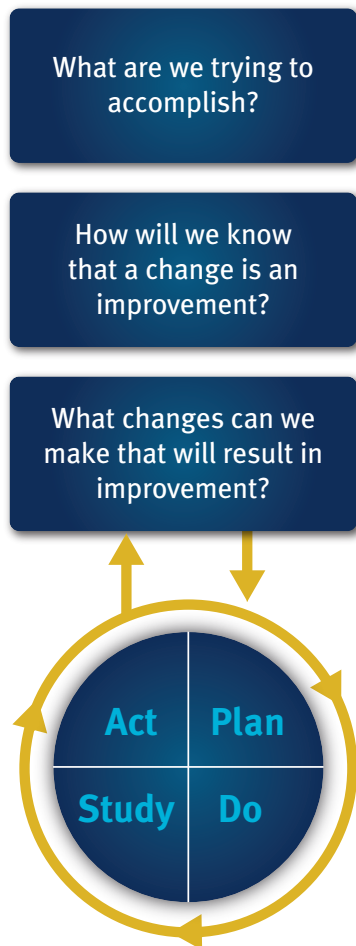 What are we trying to
accomplish?
How will we know
that a change is an
improvement?
What changes can we
make that will result in
improvement?
Act
Plan
Study
Do